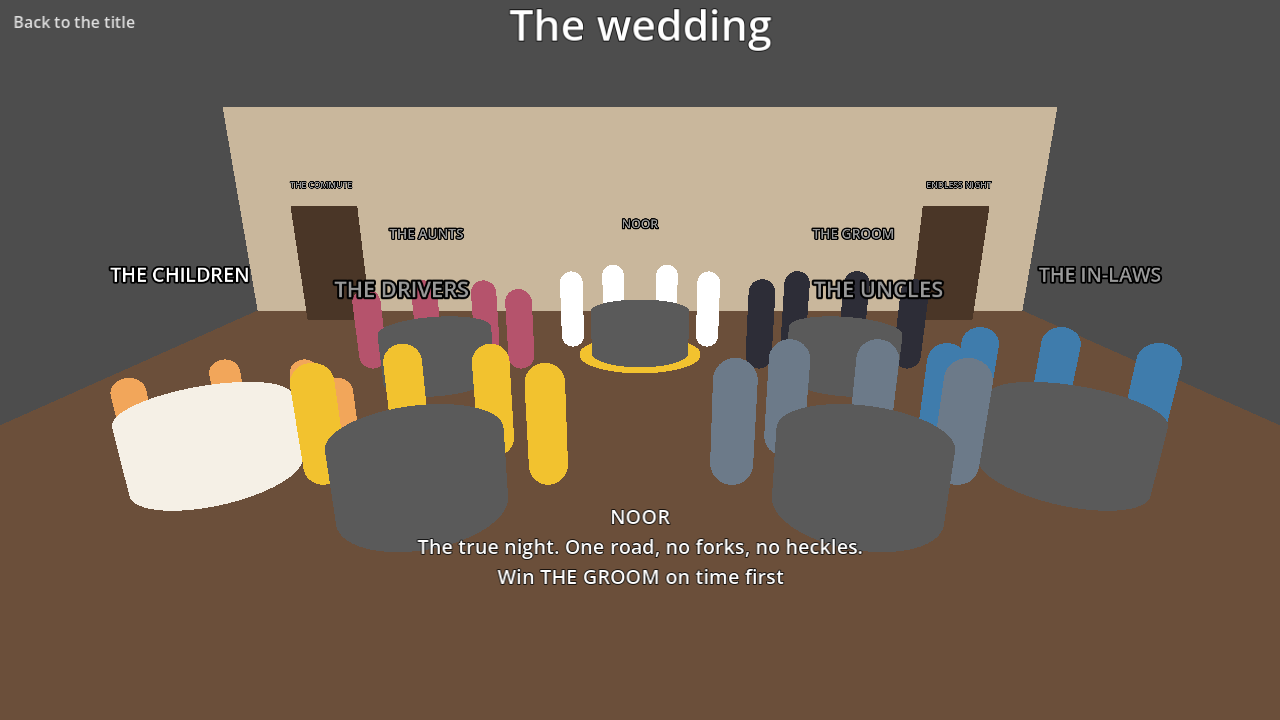 Back to the title
The wedding
THE COMMUTE
ENDLESS NIGHT
NOOR
THE AUNTS
THE GROOM
THE CHILDREN
THE DRIVERS
THE UNCLES
THE IN-LAWS
NOOR
The true night. One road, no forks, no heckles.
Win THE GROOM on time first